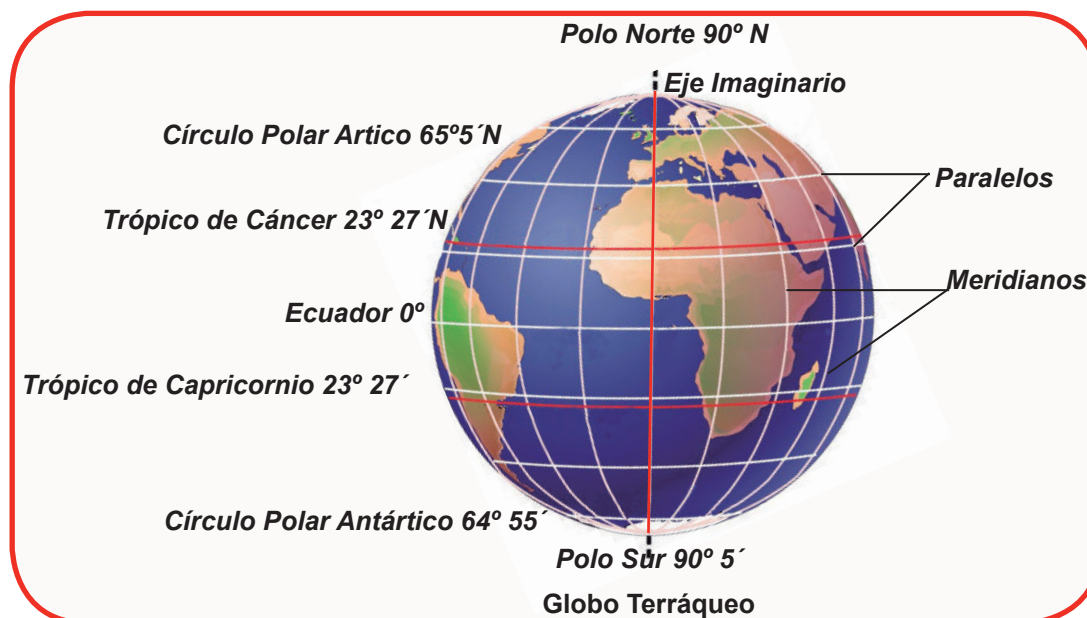 Polo Norte 90º N
Eje Imaginario
Círculo Polar Artico 65º5´N
Paralelos
Trópico de Cáncer 23º 27´N
Meridianos
Ecuador 0º
Trópico de Capricornio 23º 27´
Círculo Polar Antártico 64º 55´
Polo Sur 90º 5´
Globo Terráqueo